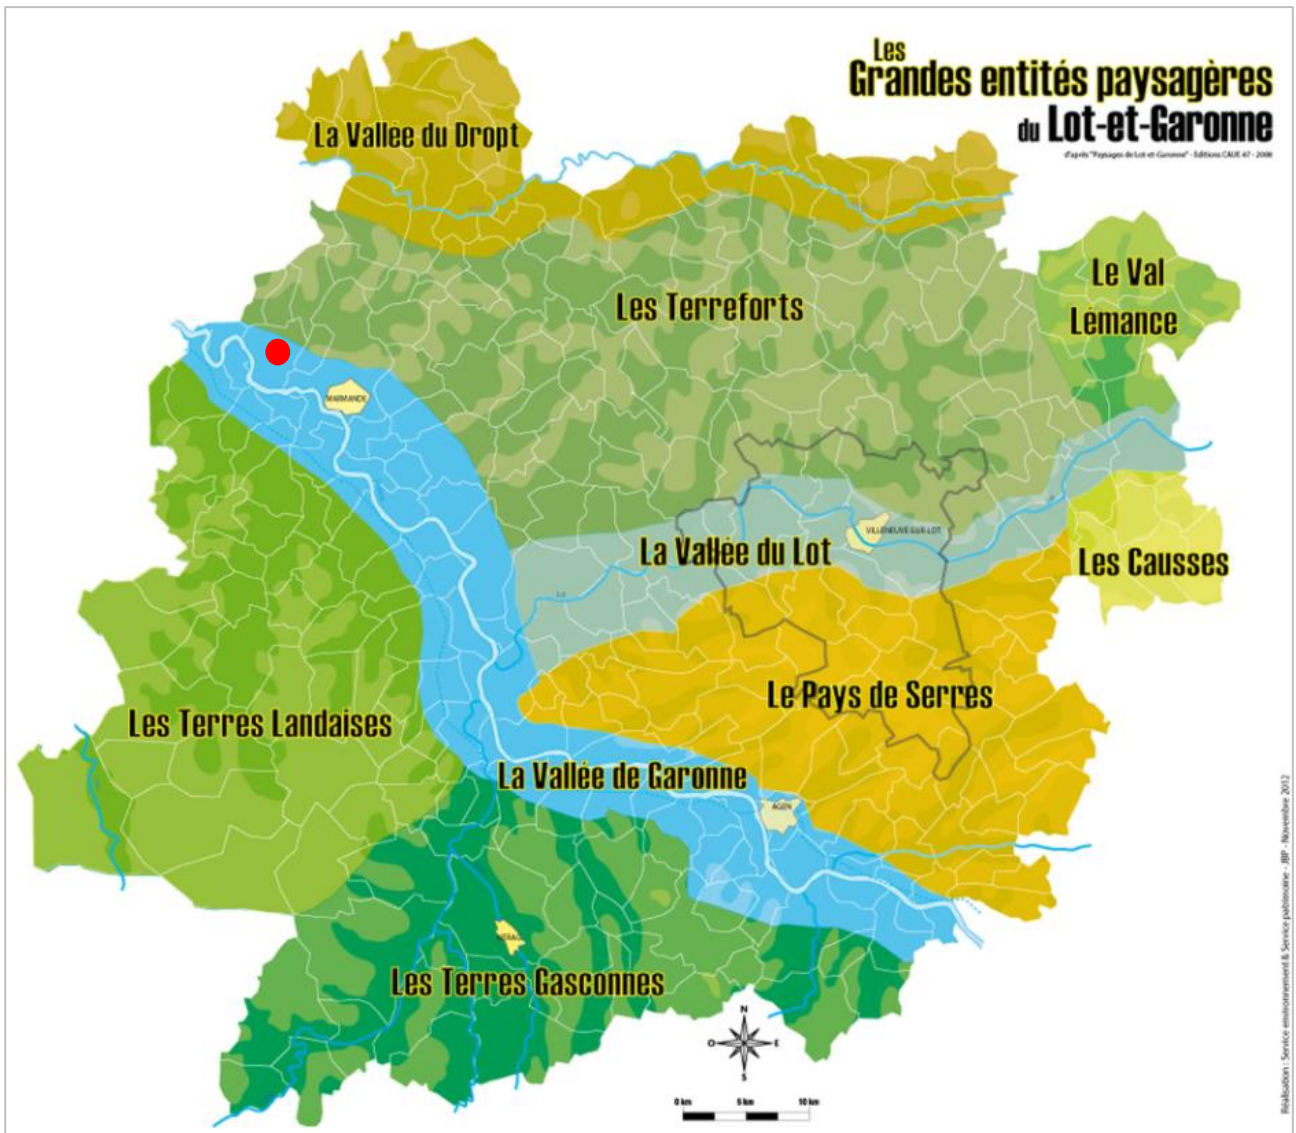 Les
Grandes entités paysagères
du Lot-et-Garonne
d'après "Paysages de Lot-et-Garonne" - Editions CAUE 47 - 2008
La Vallée du Dropt
Le Val
Lémance
Les Terreforts
MARMANDE
VILLENEUVE-SUR-LOT
La Vallée du Lot
Lot
Les Causses
Le Pays de Serres
Les Terres Landaises
La Vallée de Garonne
AGEN
NÉRAC
Les Terres Gasconnes
N
O
E
S
0 km
5 km
10 km
Réalisation : Service environnement & Service patrimoine - JBP - Novembre 2012